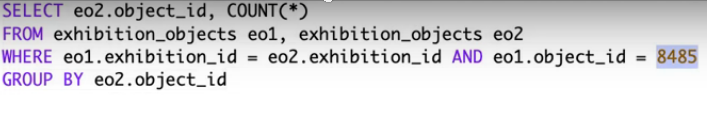 SELECT eo2.object_id, COUNT(*)
FROM exhibition_objects eo1, exhibition_objects eo2
WHERE eo1.exhibition_id = eo2.exhibition_id AND eo1.object_id = 8485
GROUP BY eo2.object_id